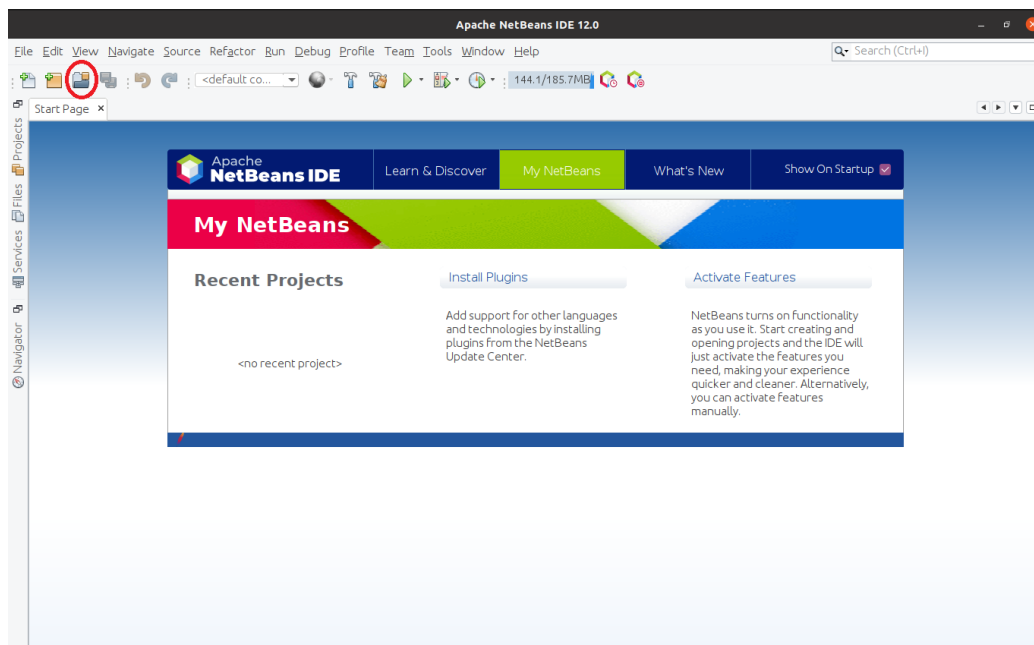 Apache NetBeans IDE 12.0
File Edit View Navigate Source Refactor Run Debug Profile Team Tools Window Help
Search (Ctrl+I)
<default co...
144.1/185.7MB
Start Page
Projects
Files
Services
Navigator
Apache
NetBeans IDE
Learn & Discover
My NetBeans
What's New
Show On Startup
My NetBeans
Recent Projects
<no recent project>
Install Plugins
Add support for other languages
and technologies by installing
plugins from the NetBeans
Update Center.
Activate Features
NetBeans turns on functionality
as you use it. Start creating and
opening projects and the IDE will
just activate the features you
need, making your experience
quicker and cleaner. Alternatively,
you can activate features
manually.